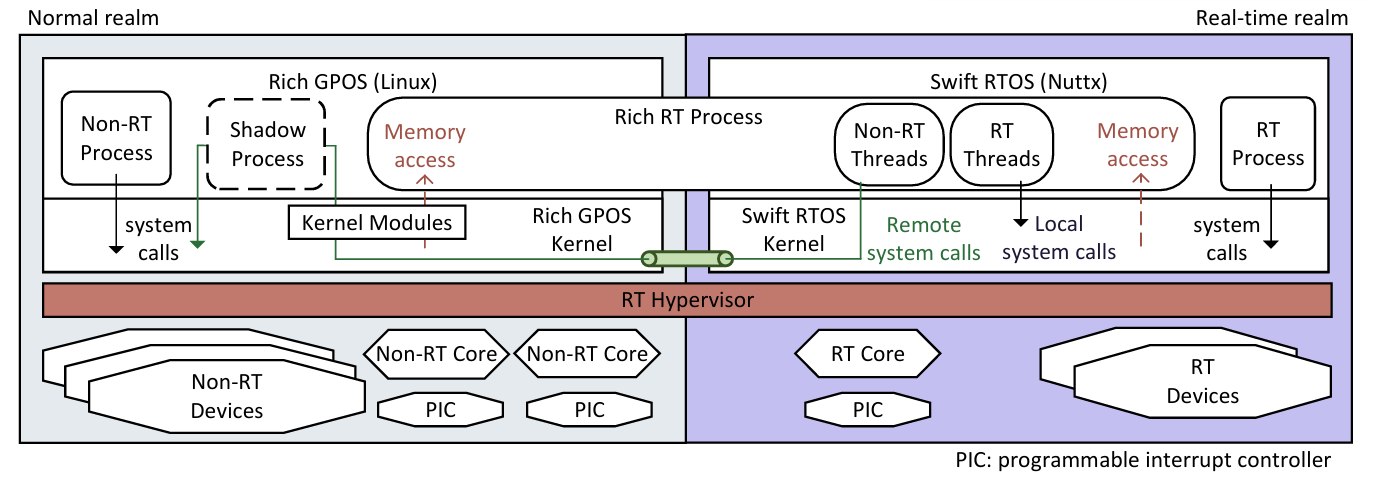 Normal realm
Real-time realm
Rich GPOS (Linux)
Swift RTOS (Nuttx)
Non-RT
Process
Shadow
Process
Memory
access
Rich RT Process
Non-RT
Threads
RT
Threads
Memory
access
RT
Process
system
calls
Kernel Modules
Rich GPOS
Kernel
Swift RTOS
Kernel
Remote
system calls
Local
system calls
system
calls
RT Hypervisor
Non-RT
Devices
Non-RT Core
Non-RT Core
PIC
PIC
RT Core
PIC
RT
Devices
PIC: programmable interrupt controller